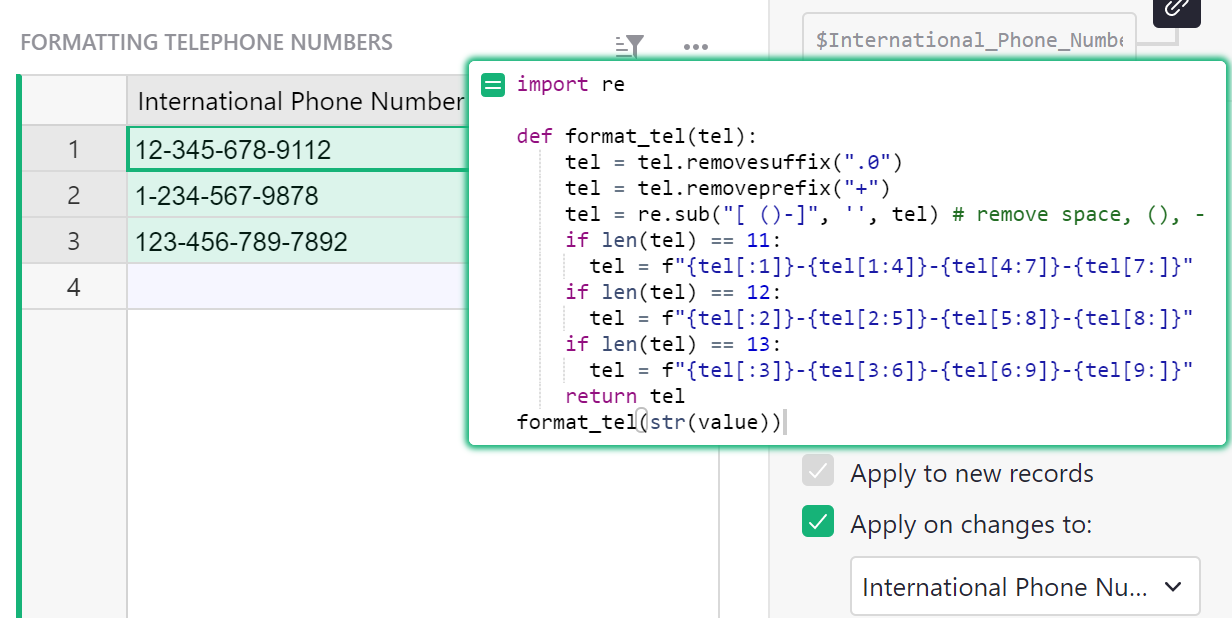 FORMATTING TELEPHONE NUMBERS
International Phone Number
1 12-345-678-9112
2 1-234-567-9878
3 123-456-789-7892
4
$International_Phone_Numbe
import re
def format_tel(tel):
    tel = tel.removesuffix(".0")
    tel = tel.removeprefix("+")
    tel = re.sub("[ ()-]", '', tel) # remove space, (), -
    if len(tel) == 11:
      tel = f"{tel[:1]}-{tel[1:4]}-{tel[4:7]}-{tel[7:]}"
    if len(tel) == 12:
      tel = f"{tel[:2]}-{tel[2:5]}-{tel[5:8]}-{tel[8:]}"
    if len(tel) == 13:
      tel = f"{tel[:3]}-{tel[3:6]}-{tel[6:9]}-{tel[9:]}"
    return tel
format_tel(str(value))
Apply to new records
Apply on changes to:
International Phone Nu...